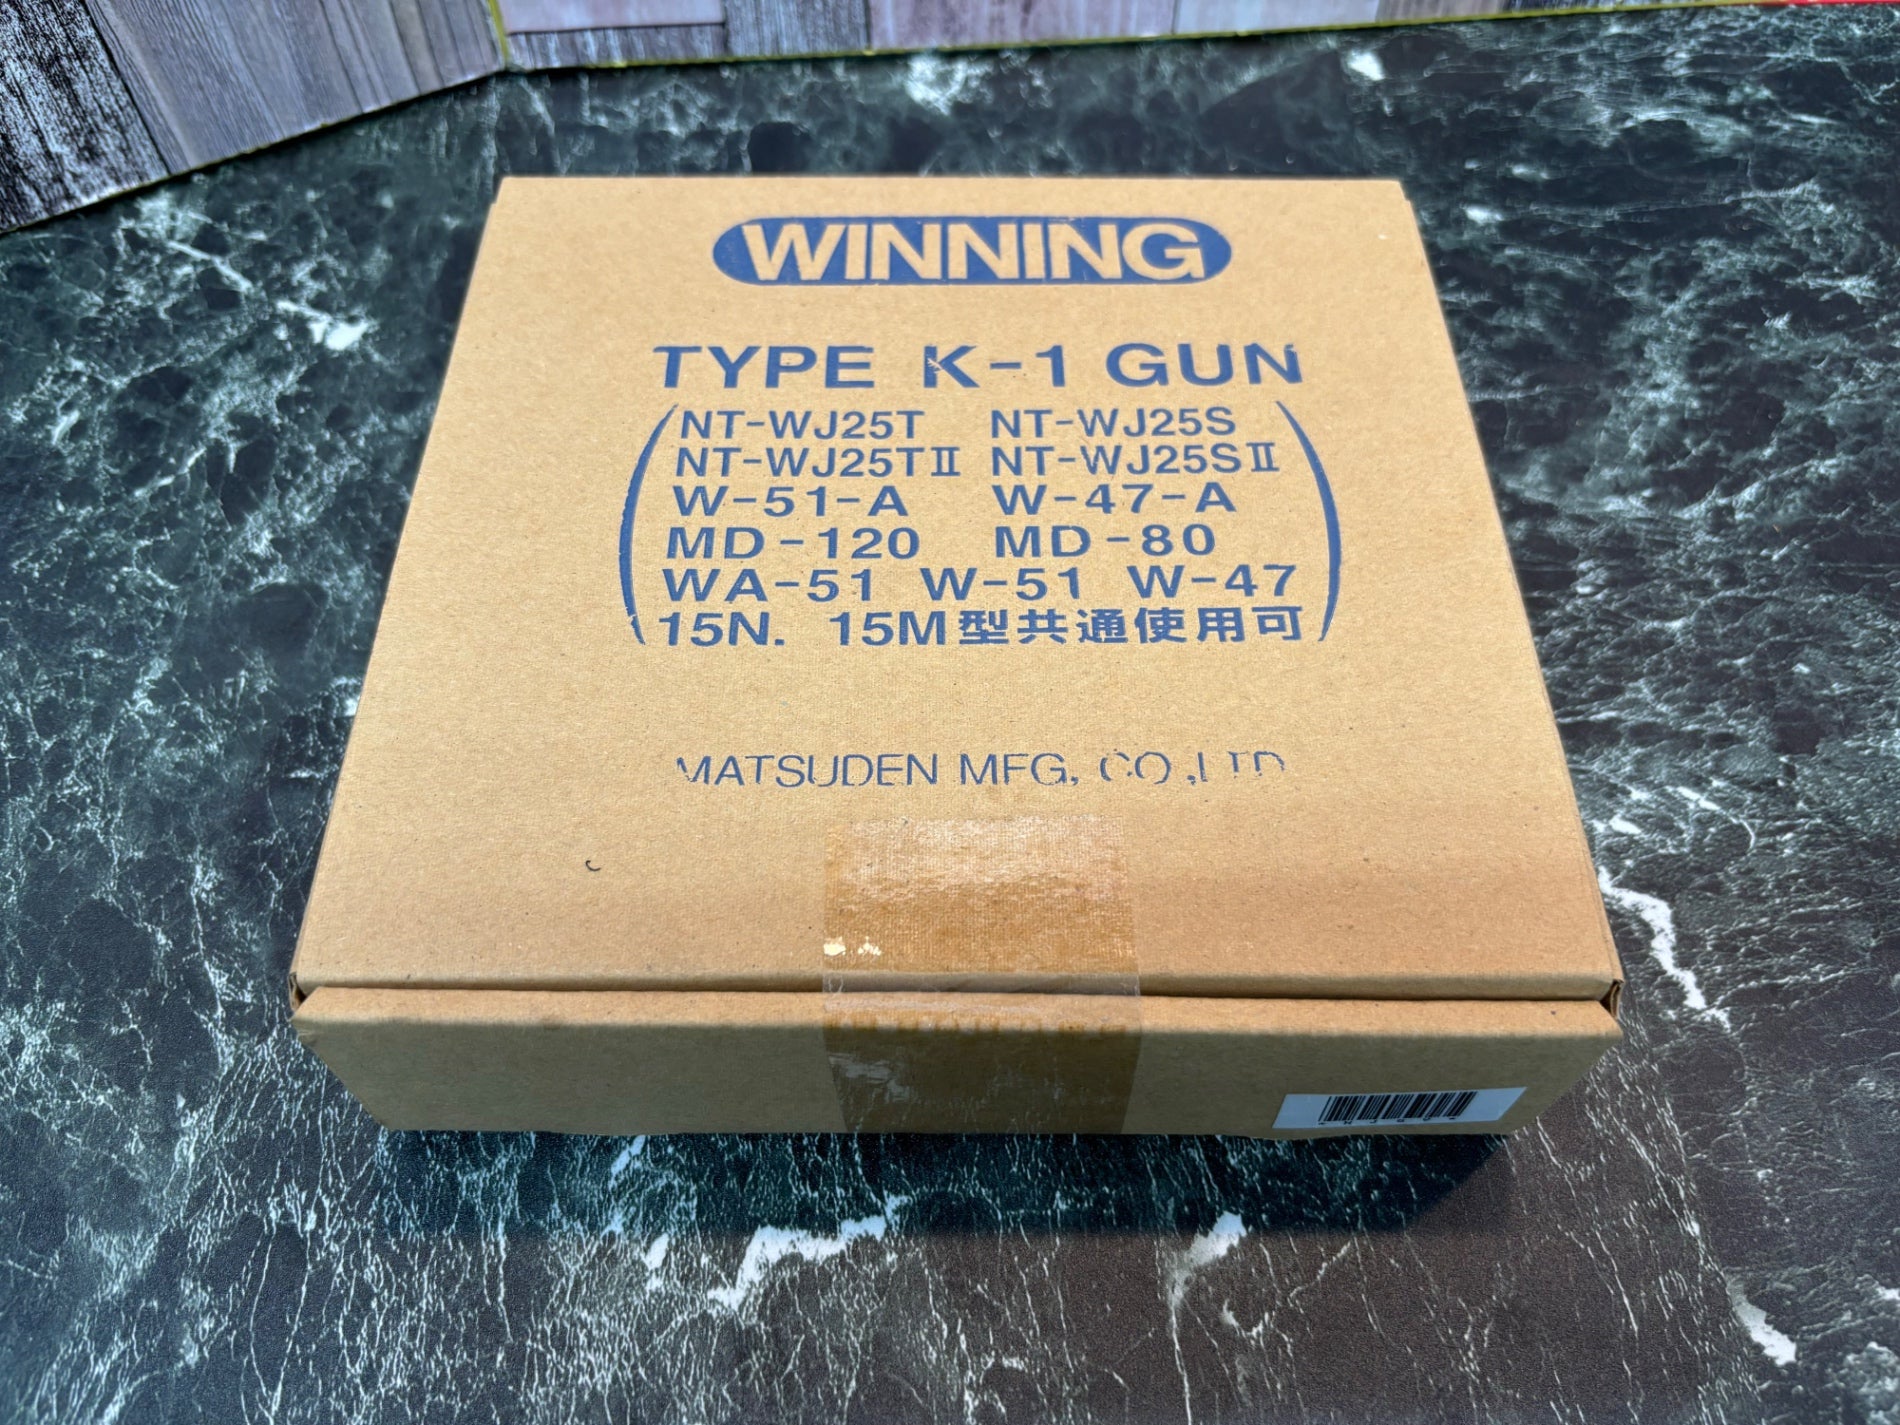 WINNING
TYPE K-1 GUN
NT-WJ25T NT-WJ25S
NT-WJ25TⅡ NT-WJ25SⅡ
W-51-A W-47-A
MD-120 MD-80
WA-51 W-51 W-47
15N. 15M型共通使用可
MATSUDEN MFG, CO.,LTD